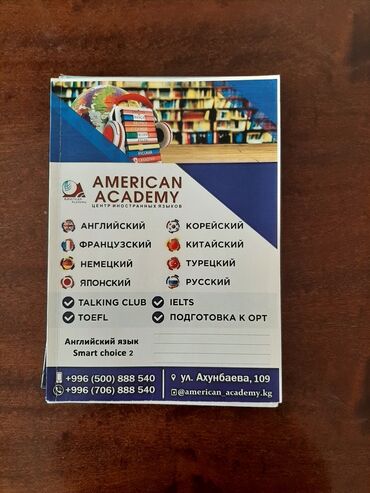 AMERICAN
ACADEMY
ЦЕНТР ИНОСТРАННЫХ ЯЗЫКОВ
АНГЛИЙСКИЙ
ФРАНЦУЗСКИЙ
НЕМЕЦКИЙ
ЯПОНСКИЙ
КОРЕЙСКИЙ
КИТАЙСКИЙ
ТУРЕЦКИЙ
РУССКИЙ
TALKING CLUB
TOEFL
IELTS
ПОДГОТОВКА К ОРТ
Английский язык
Smart choice 2
+996 (500) 888 540
+996 (706) 888 540
ул. Ахунбаева, 109
@american_academy.kg